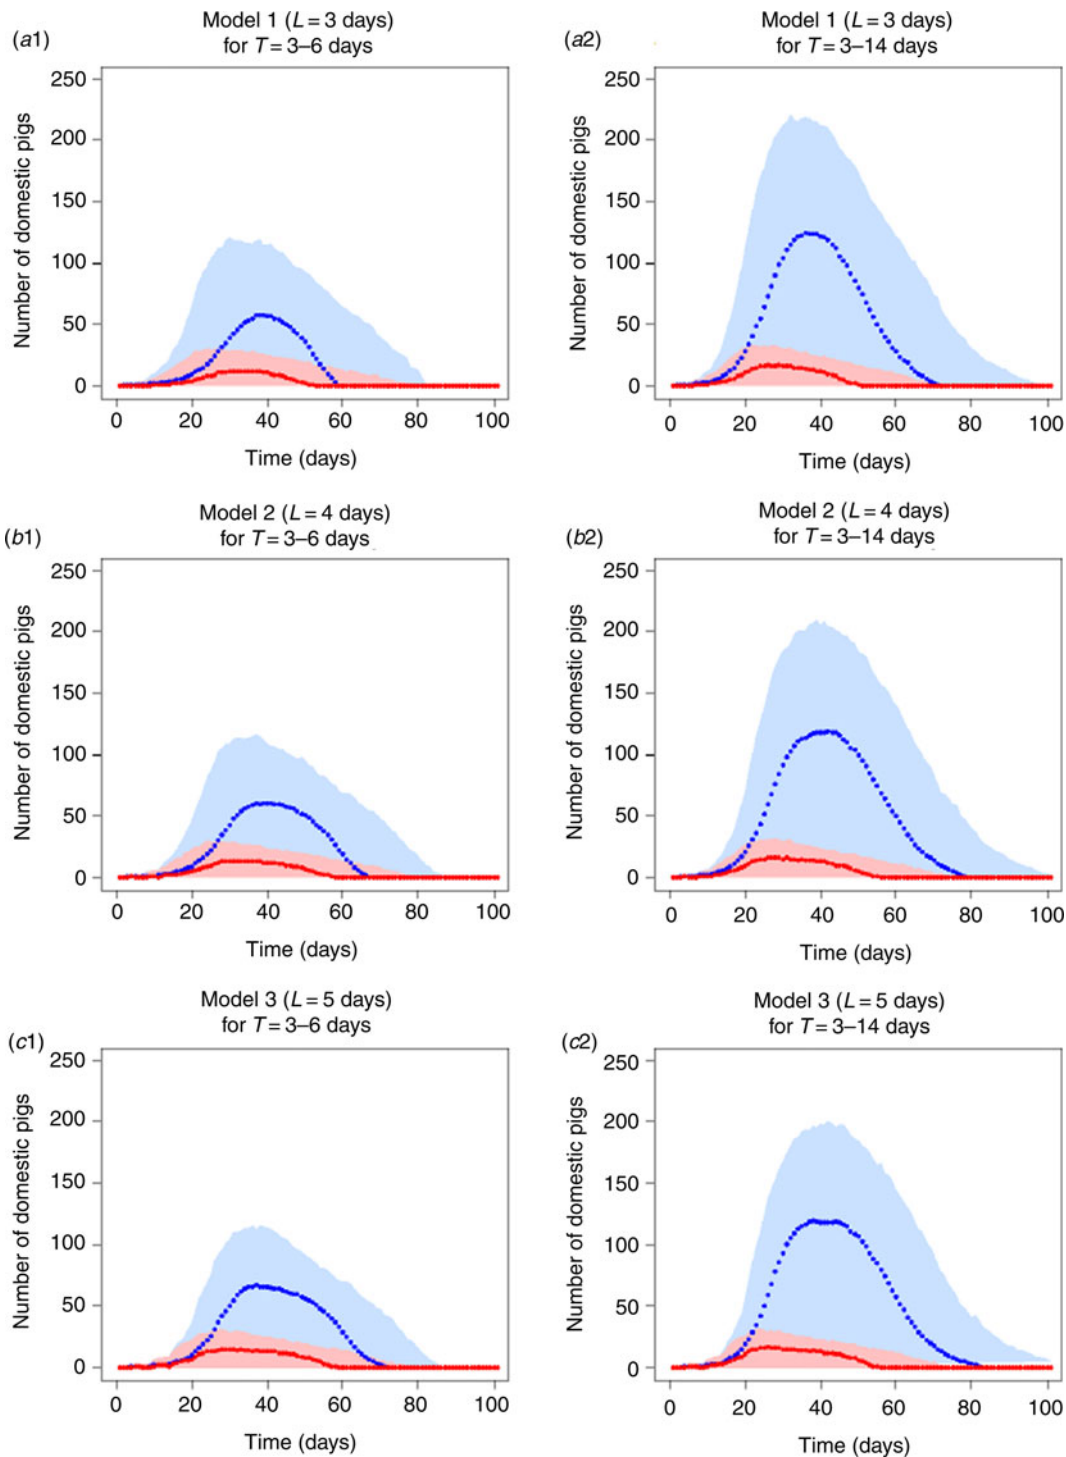 (a1)
Model 1 (L = 3 days)
for T = 3–6 days
Number of domestic pigs
250
200
150
100
50
0
0 20 40 60 80 100
Time (days)
(a2)
Model 1 (L = 3 days)
for T = 3–14 days
Number of domestic pigs
250
200
150
100
50
0
0 20 40 60 80 100
Time (days)
(b1)
Model 2 (L = 4 days)
for T = 3–6 days
Number of domestic pigs
250
200
150
100
50
0
0 20 40 60 80 100
Time (days)
(b2)
Model 2 (L = 4 days)
for T = 3–14 days
Number of domestic pigs
250
200
150
100
50
0
0 20 40 60 80 100
Time (days)
(c1)
Model 3 (L = 5 days)
for T = 3–6 days
Number of domestic pigs
250
200
150
100
50
0
0 20 40 60 80 100
Time (days)
(c2)
Model 3 (L = 5 days)
for T = 3–14 days
Number of domestic pigs
250
200
150
100
50
0
0 20 40 60 80 100
Time (days)